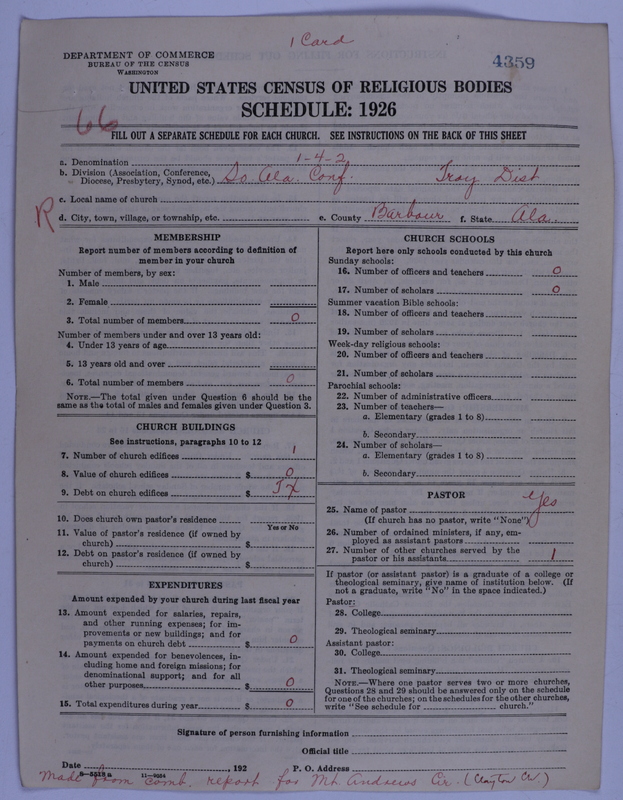 1 Card
DEPARTMENT OF COMMERCE
BUREAU OF THE CENSUS
WASHINGTON
4359
UNITED STATES CENSUS OF RELIGIOUS BODIES
SCHEDULE: 1926
66
FILL OUT A SEPARATE SCHEDULE FOR EACH CHURCH. SEE INSTRUCTIONS ON THE BACK OF THIS SHEET
a. Denomination 1-4-2
b. Division (Association, Conference, Diocese, Presbytery, Synod, etc.) So. Ala. Conf. Troy Dist
c. Local name of church
R
d. City, town, village, or township, etc. e. County Barbour f. State Ala.
MEMBERSHIP
Report number of members according to definition of
member in your church
Number of members, by sex:
1. Male
2. Female
3. Total number of members 0
Number of members under and over 13 years old:
4. Under 13 years of age
5. 13 years old and over
6. Total number of members 0
NOTE.—The total given under Question 6 should be the
same as the total of males and females given under Question 3.
CHURCH BUILDINGS
See instructions, paragraphs 10 to 12
7. Number of church edifices 1
8. Value of church edifices $ 0
9. Debt on church edifices $
10. Does church own pastor's residence
Yes or No
11. Value of pastor's residence (if owned by
church) $
12. Debt on pastor's residence (if owned by
church) $
EXPENDITURES
Amount expended by your church during last fiscal year
13. Amount expended for salaries, repairs,
and other running expenses; for im-
provements or new buildings; and for
payments on church debt $ 0
14. Amount expended for benevolences, in-
cluding home and foreign missions; for
denominational support; and for all
other purposes $ 0
15. Total expenditures during year $ 0
CHURCH SCHOOLS
Report here only schools conducted by this church
Sunday schools:
16. Number of officers and teachers 0
17. Number of scholars 0
Summer vacation Bible schools:
18. Number of officers and teachers
19. Number of scholars
Week-day religious schools:
20. Number of officers and teachers
21. Number of scholars
Parochial schools:
22. Number of administrative officers
23. Number of teachers—
a. Elementary (grades 1 to 8)
b. Secondary
24. Number of scholars—
a. Elementary (grades 1 to 8)
b. Secondary
PASTOR
25. Name of pastor Yes
(If church has no pastor, write "None")
26. Number of ordained ministers, if any, em-
ployed as assistant pastors
27. Number of other churches served by the
pastor or his assistants 1
If pastor (or assistant pastor) is a graduate of a college or
theological seminary, give name of institution below. (If
not a graduate, write "No" in the space indicated.)
Pastor:
28. College
29. Theological seminary
Assistant pastor:
30. College
31. Theological seminary
NOTE.—Where one pastor serves two or more churches,
Questions 28 and 29 should be answered only on the schedule
for one of the churches; on the schedules for the other churches,
write "See schedule for church."
Signature of person furnishing information
Official title
Date , 192 P. O. Address
8—5518a 11—9664
Made from comb. report for Mt Andrews Cir. (Clayton Cir.)